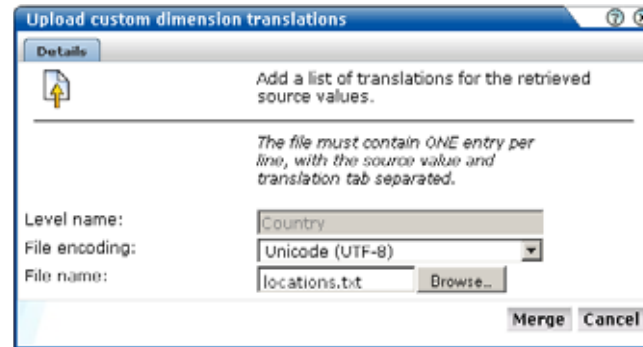 Upload custom dimension translations
Details
Add a list of translations for the retrieved
source values.
The file must contain ONE entry per
line, with the source value and
translation tab separated.
Level name:
Country
File encoding:
Unicode (UTF-8)
File name:
locations.txt
Browse...
Merge Cancel